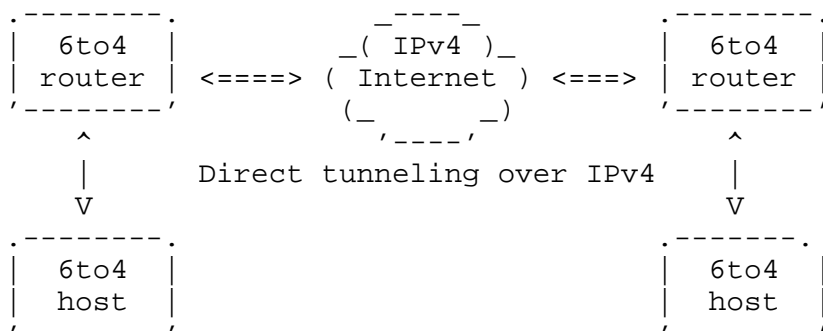 6to4 _( IPv4 )_ 6to4
router <====> ( Internet ) <===> router
Direct tunneling over IPv4
6to4 6to4
host host